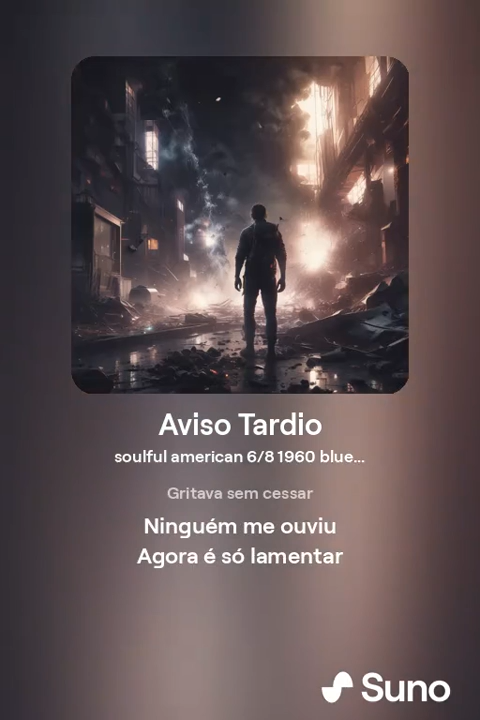 Aviso Tardio
soulful american 6/8 1960 blue...
Gritava sem cessar
Ninguém me ouviu
Agora é só lamentar
Suno